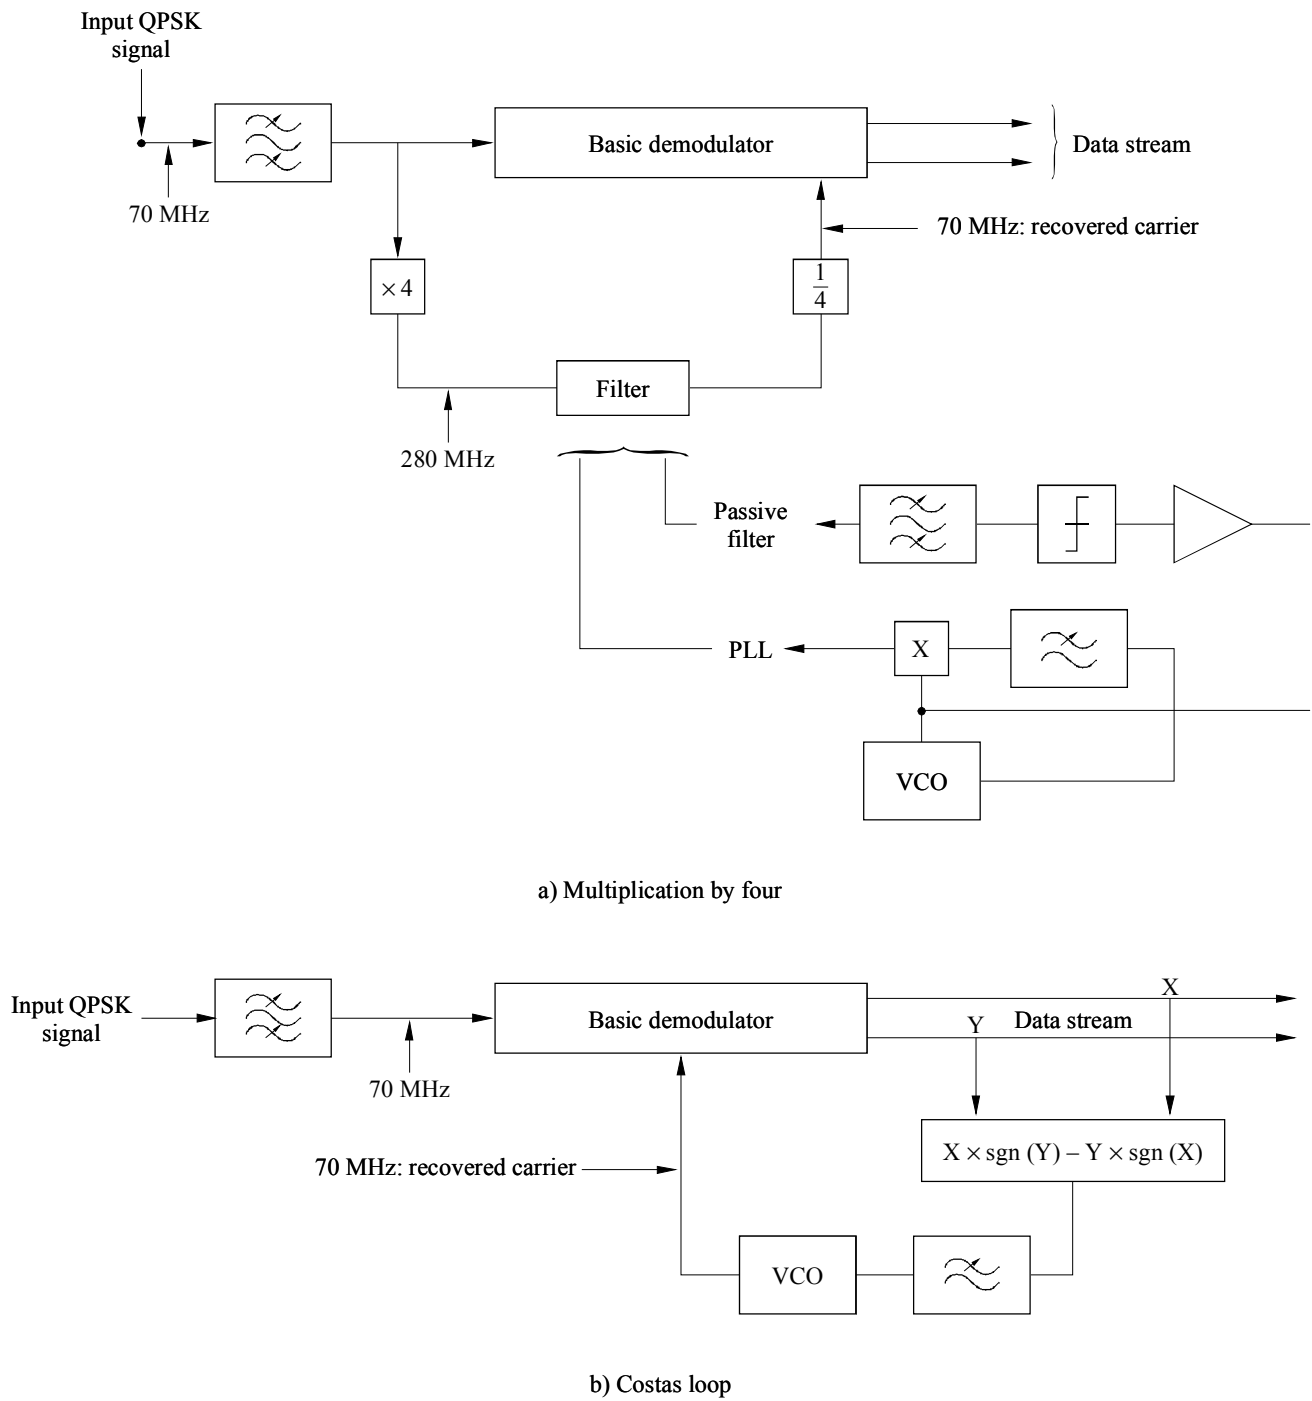 Input QPSK
signal
Basic demodulator
Data stream
70 MHz
70 MHz: recovered carrier
× 4
1
4
Filter
280 MHz
Passive
filter
PLL
X
VCO
a) Multiplication by four
X
Input QPSK
signal
Basic demodulator
Y
Data stream
70 MHz
X × sgn (Y) – Y × sgn (X)
70 MHz: recovered carrier
VCO
b) Costas loop